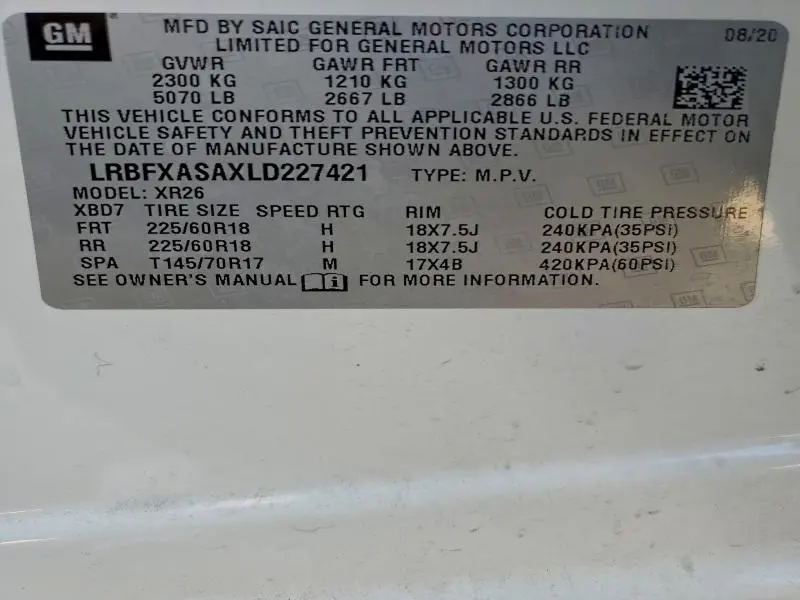 GM
MFD BY SAIC GENERAL MOTORS CORPORATION 08/20
LIMITED FOR GENERAL MOTORS LLC
GVWR GAWR FRT GAWR RR
2300 KG 1210 KG 1300 KG
5070 LB 2667 LB 2866 LB
THIS VEHICLE CONFORMS TO ALL APPLICABLE U.S. FEDERAL MOTOR
VEHICLE SAFETY AND THEFT PREVENTION STANDARDS IN EFFECT ON
THE DATE OF MANUFACTURE SHOWN ABOVE.
LRBFXASAXLD227421 TYPE: M.P.V.
MODEL: XR26
XBD7 TIRE SIZE SPEED RTG RIM COLD TIRE PRESSURE
FRT 225/60R18 H 18X7.5J 240KPA(35PSI)
RR 225/60R18 H 18X7.5J 240KPA(35PSI)
SPA T145/70R17 M 17X4B 420KPA(60PSI)
SEE OWNER'S MANUAL i FOR MORE INFORMATION.